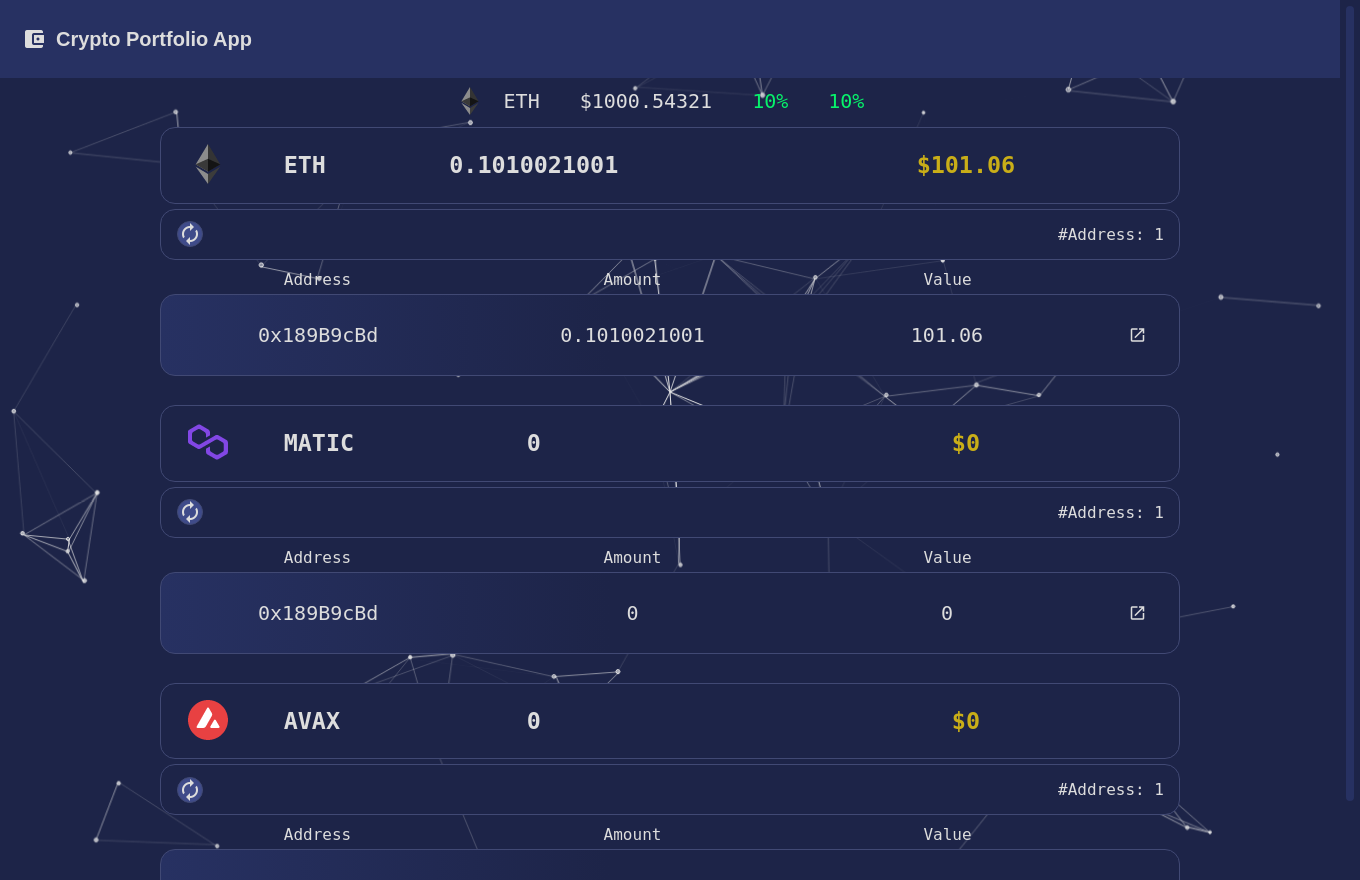 Crypto Portfolio App
ETH $1000.54321 10% 10%
ETH 0.1010021001 $101.06
#Address: 1
Address Amount Value
0x189B9cBd 0.1010021001 101.06
MATIC 0 $0
#Address: 1
Address Amount Value
0x189B9cBd 0 0
AVAX 0 $0
#Address: 1
Address Amount Value